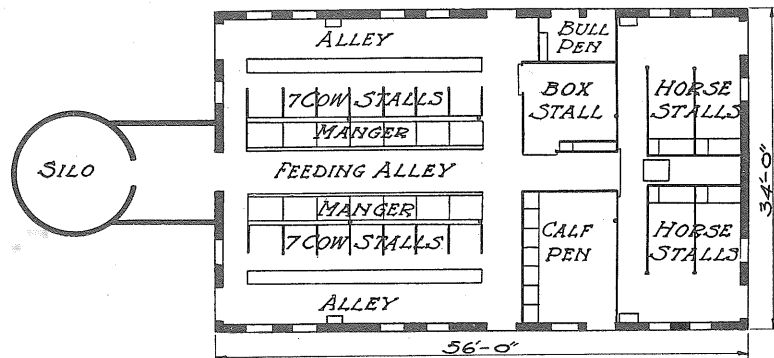 ALLEY
BULL
PEN
7 COW STALLS
BOX
STALL
HORSE
STALLS
MANGER
SILO
FEEDING ALLEY
MANGER
7 COW STALLS
CALF
PEN
HORSE
STALLS
ALLEY
34'-0"
56'-0"